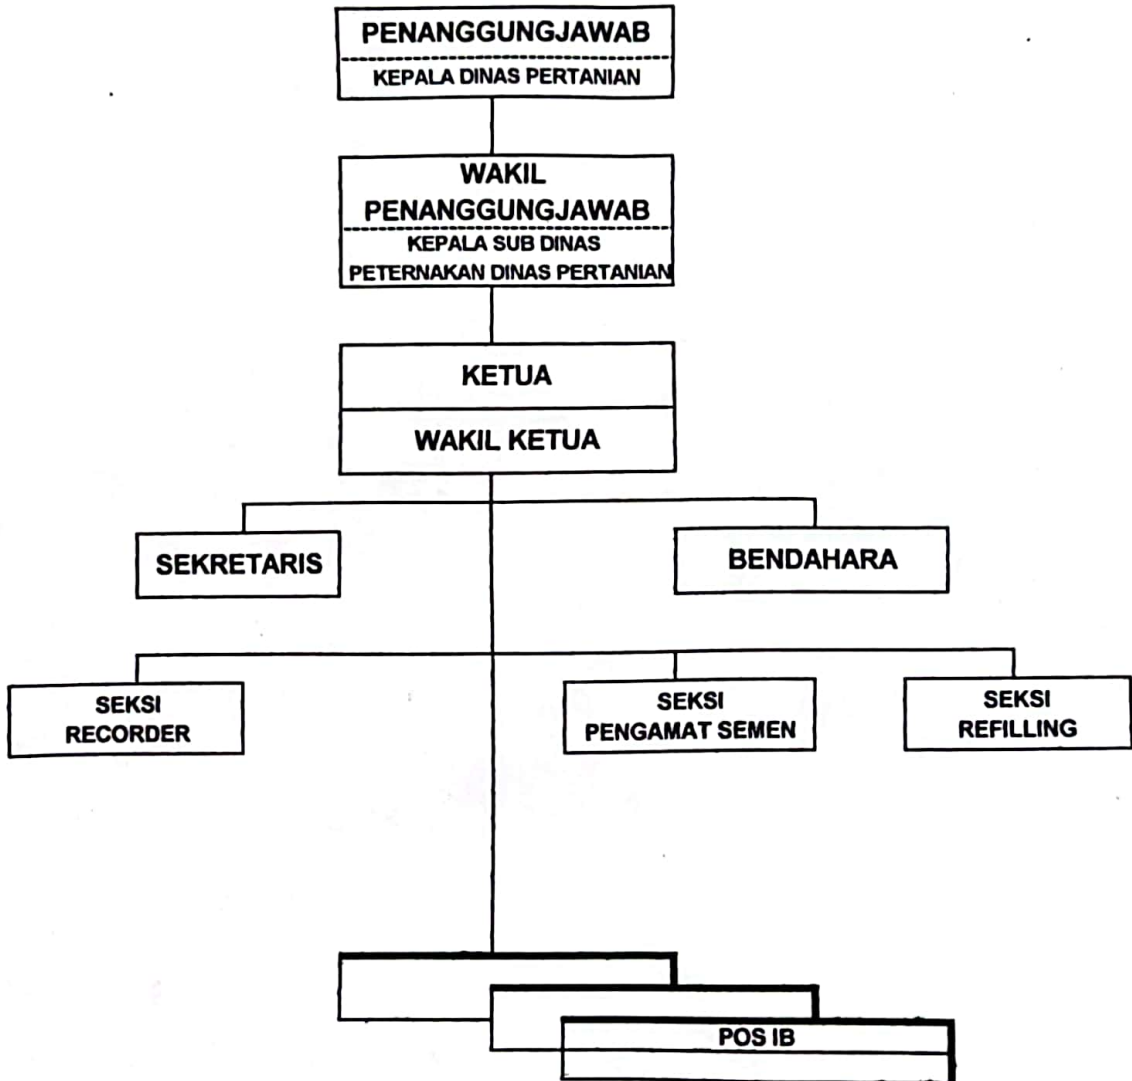 PENANGGUNGJAWAB
KEPALA DINAS PERTANIAN
WAKIL
PENANGGUNGJAWAB
KEPALA SUB DINAS
PETERNAKAN DINAS PERTANIAN
KETUA
WAKIL KETUA
SEKRETARIS
BENDAHARA
SEKSI
RECORDER
SEKSI
PENGAMAT SEMEN
SEKSI
REFILLING
POS IB